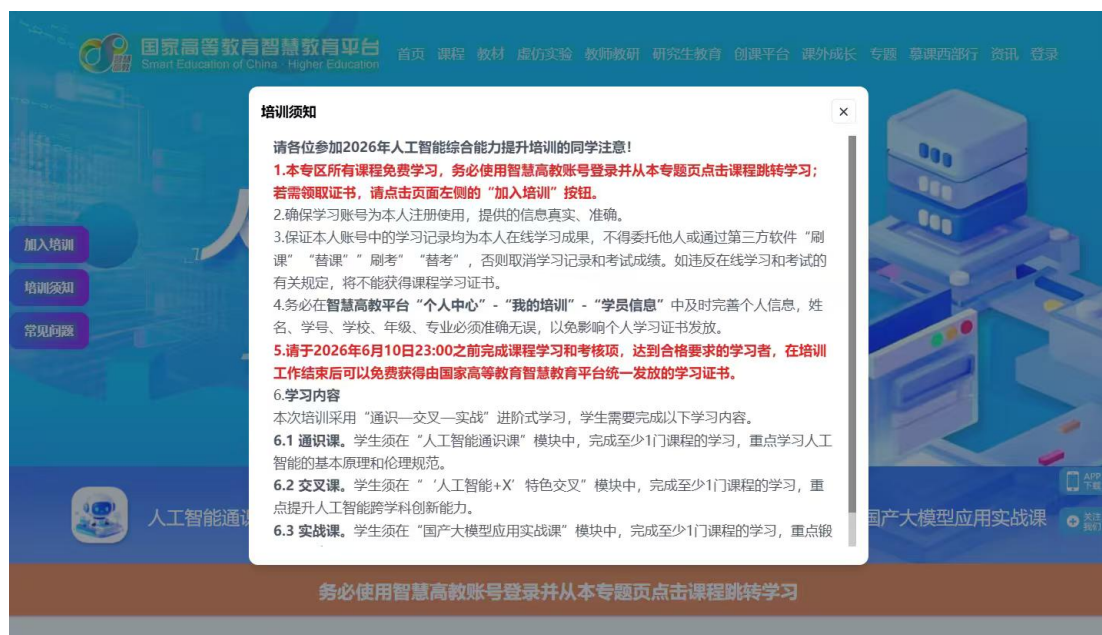 国家高等教育智慧教育平台
Smart Education of China · Higher Education
首页 课程 教材 虚仿实验 教师教研 研究生教育 创课平台 课外成长 专题 慕课西部行 资讯 登录
培训须知
×
请各位参加2026年人工智能综合能力提升培训的同学注意!
1.本专区所有课程免费学习，务必使用智慧高教账号登录并从本专题页点击课程跳转学习；
若需领取证书，请点击页面左侧的“加入培训”按钮。
2.确保学习账号为本人注册使用，提供的信息真实、准确。
3.保证本人账号中的学习记录均为本人在线学习成果，不得委托他人或通过第三方软件“刷
课” “替课” ”刷考” “替考” ，否则取消学习记录和考试成绩。如违反在线学习和考试的
有关规定，将不能获得课程学习证书。
4.务必在智慧高教平台“个人中心” - “我的培训” - “学员信息” 中及时完善个人信息，姓
名、学号、学校、年级、专业必须准确无误，以免影响个人学习证书发放。
5.请于2026年6月10日23:00之前完成课程学习和考核项，达到合格要求的学习者，在培训
工作结束后可以免费获得由国家高等教育智慧教育平台统一发放的学习证书。
6.学习内容
本次培训采用“通识—交叉—实战”进阶式学习，学生需要完成以下学习内容。
6.1 通识课。学生须在“人工智能通识课”模块中，完成至少1门课程的学习，重点学习人工
智能的基本原理和伦理规范。
6.2 交叉课。学生须在“ ‘人工智能+X’ 特色交叉”模块中，完成至少1门课程的学习，重
点提升人工智能跨学科创新能力。
6.3 实战课。学生须在“国产大模型应用实战课”模块中，完成至少1门课程的学习，重点锻
加入培训
培训须知
常见问题
人工智能通识
国产大模型应用实战课
APP
下载
关注
我们
务必使用智慧高教账号登录并从本专题页点击课程跳转学习